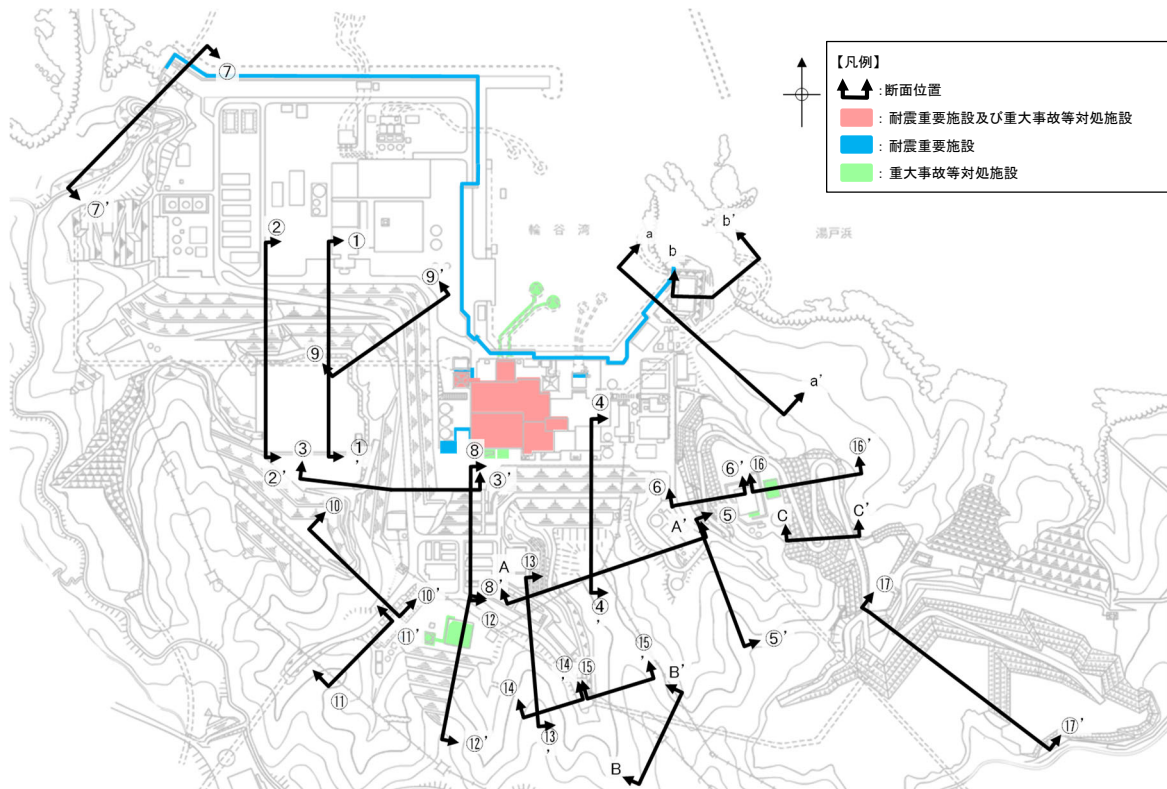 【凡例】
:断面位置
:耐震重要施設及び重大事故等対処施設
:耐震重要施設
:重大事故等対処施設
⑦
⑦'
②
①
⑨'
輪谷湾
a
b
b'
湯戸浜
⑨
a'
④
③
①'
②'
⑧
③'
⑥
⑥'
⑯
⑯'
⑩
A'
⑤
C
C'
A
⑬
⑧'
⑫
④'
⑰
⑩'
⑪'
⑤'
⑪
⑭
⑭'
⑮
⑮'
B'
⑫'
⑬'
B
⑰'